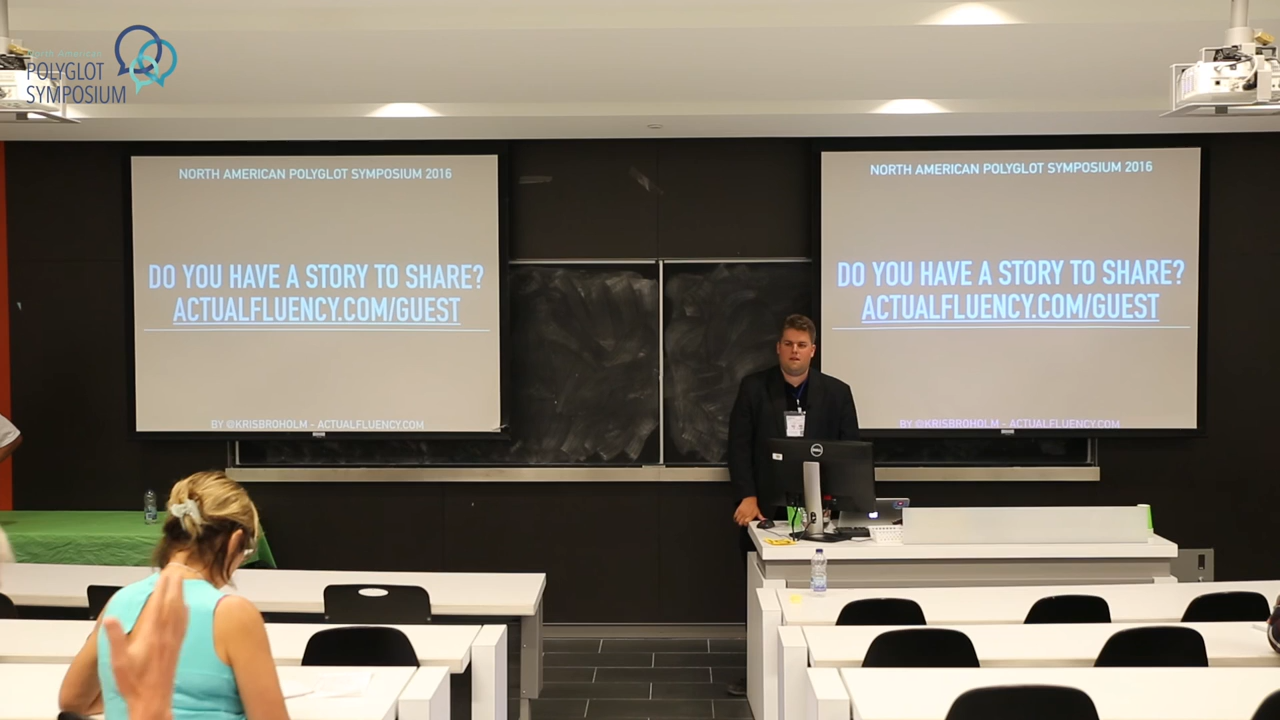 North American
POLYGLOT
SYMPOSIUM
NORTH AMERICAN POLYGLOT SYMPOSIUM 2016
DO YOU HAVE A STORY TO SHARE?
ACTUALFLUENCY.COM/GUEST
BY @KRISBROHOLM - ACTUALFLUENCY.COM
NORTH AMERICAN POLYGLOT SYMPOSIUM 2016
DO YOU HAVE A STORY TO SHARE?
ACTUALFLUENCY.COM/GUEST
BY @KRISBROHOLM - ACTUALFLUENCY.COM
DELL